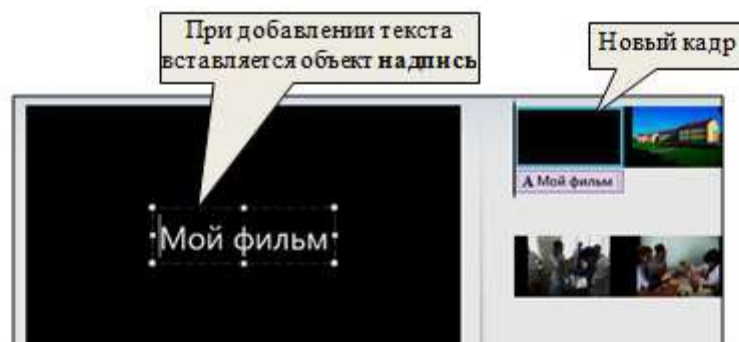 При добавлении текста
вставляется объект надпись
Новый кадр
А Мой фильм
Мой фильм